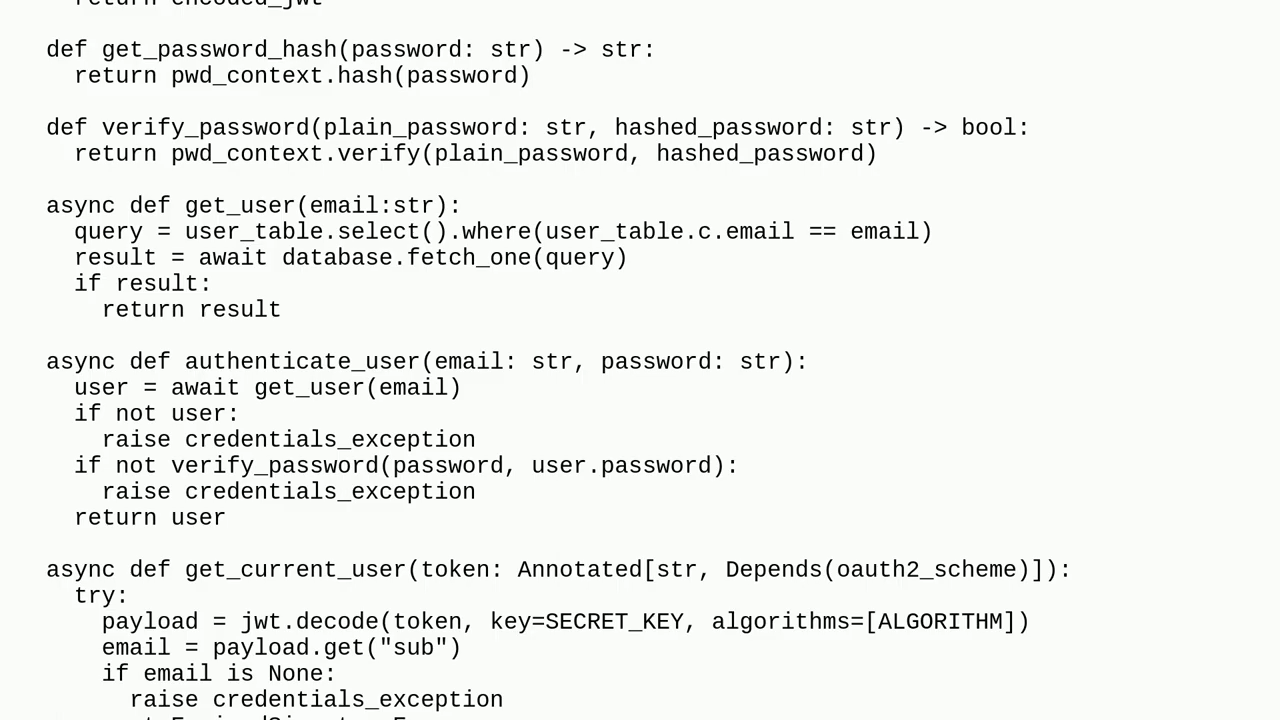 return encoded_jwt
def get_password_hash(password: str) -> str:
return pwd_context.hash(password)
def verify_password(plain_password: str, hashed_password: str) -> bool:
return pwd_context.verify(plain_password, hashed_password)
async def get_user(email:str):
query = user_table.select().where(user_table.c.email == email)
result = await database.fetch_one(query)
if result:
return result
async def authenticate_user(email: str, password: str):
user = await get_user(email)
if not user:
raise credentials_exception
if not verify_password(password, user.password):
raise credentials_exception
return user
async def get_current_user(token: Annotated[str, Depends(oauth2_scheme)]):
try:
payload = jwt.decode(token, key=SECRET_KEY, algorithms=[ALGORITHM])
email = payload.get("sub")
if email is None:
raise credentials_exception